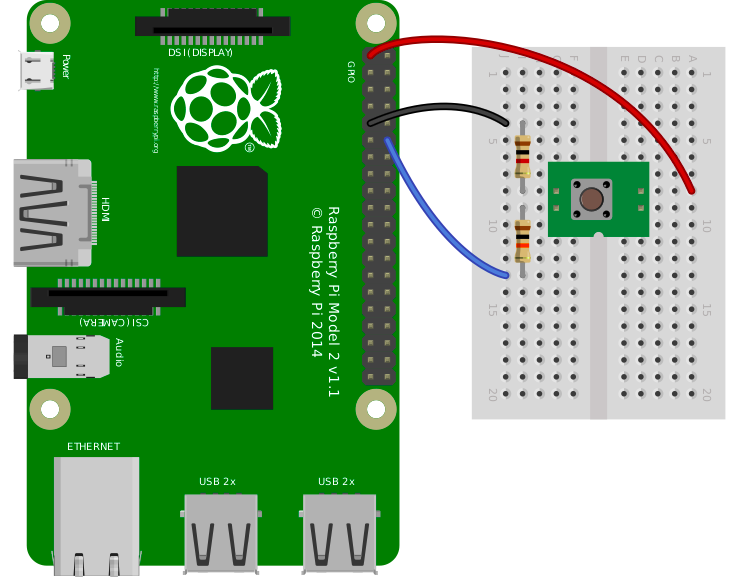 DSI (DISPLAY)
Power
http://www.raspberrypi.org
GPIO
HDMI
Raspberry Pi Model 2 v1.1
© Raspberry Pi 2014
CSI (CAMERA)
Audio
ETHERNET
USB 2x
USB 2x
J I H G F E D C B A
1 1
5 5
10 10
15 15
20 20